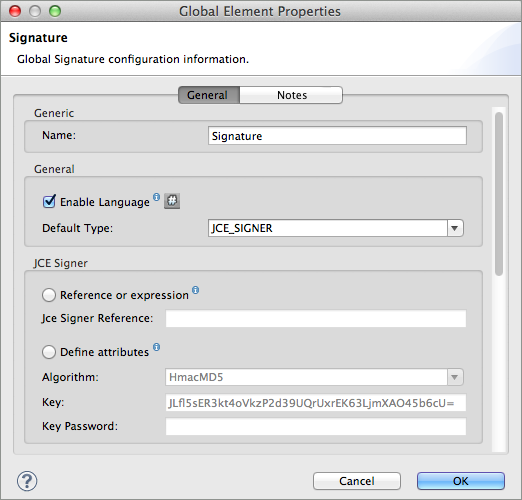 Global Element Properties
Signature
Global Signature configuration information.
General Notes
Generic
Name: Signature
General
Enable Language i #
Default Type: JCE_SIGNER
JCE Signer
Reference or expression i
Jce Signer Reference:
Define attributes i
Algorithm: HmacMD5
Key: JLfl5sER3kt4oVkzP2d39UQrUxrEK63LjmXAO45b6cU=
Key Password:
? Cancel OK